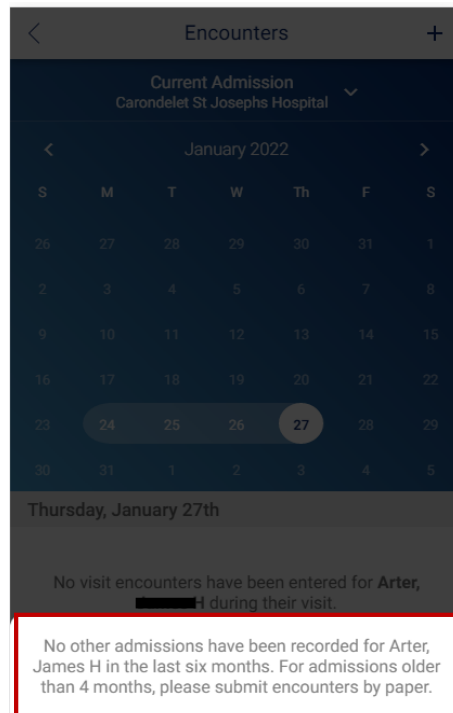 Encounters
Current Admission
Carondelet St Josephs Hospital
January 2022
S M T W Th F S
26 27 28 29 30 31 1
2 3 4 5 6 7 8
9 10 11 12 13 14 15
16 17 18 19 20 21 22
23 24 25 26 27 28 29
30 31 1 2 3 4 5
Thursday, January 27th
No visit encounters have been entered for Arter,
H during their visit.
No other admissions have been recorded for Arter,
James H in the last six months. For admissions older
than 4 months, please submit encounters by paper.